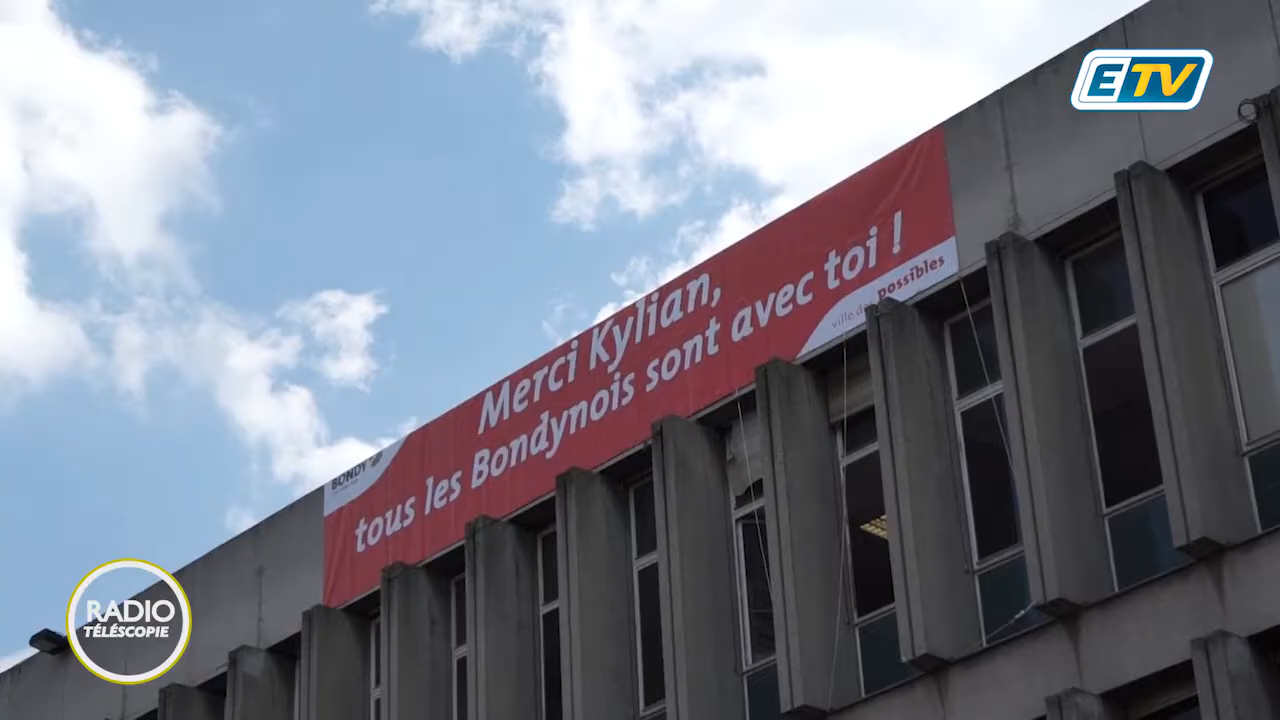 ETV
Merci Kylian,
tous les Bondynois sont avec toi !
ville des possibles
BONDY
RADIO
TÉLÉSCOPIE